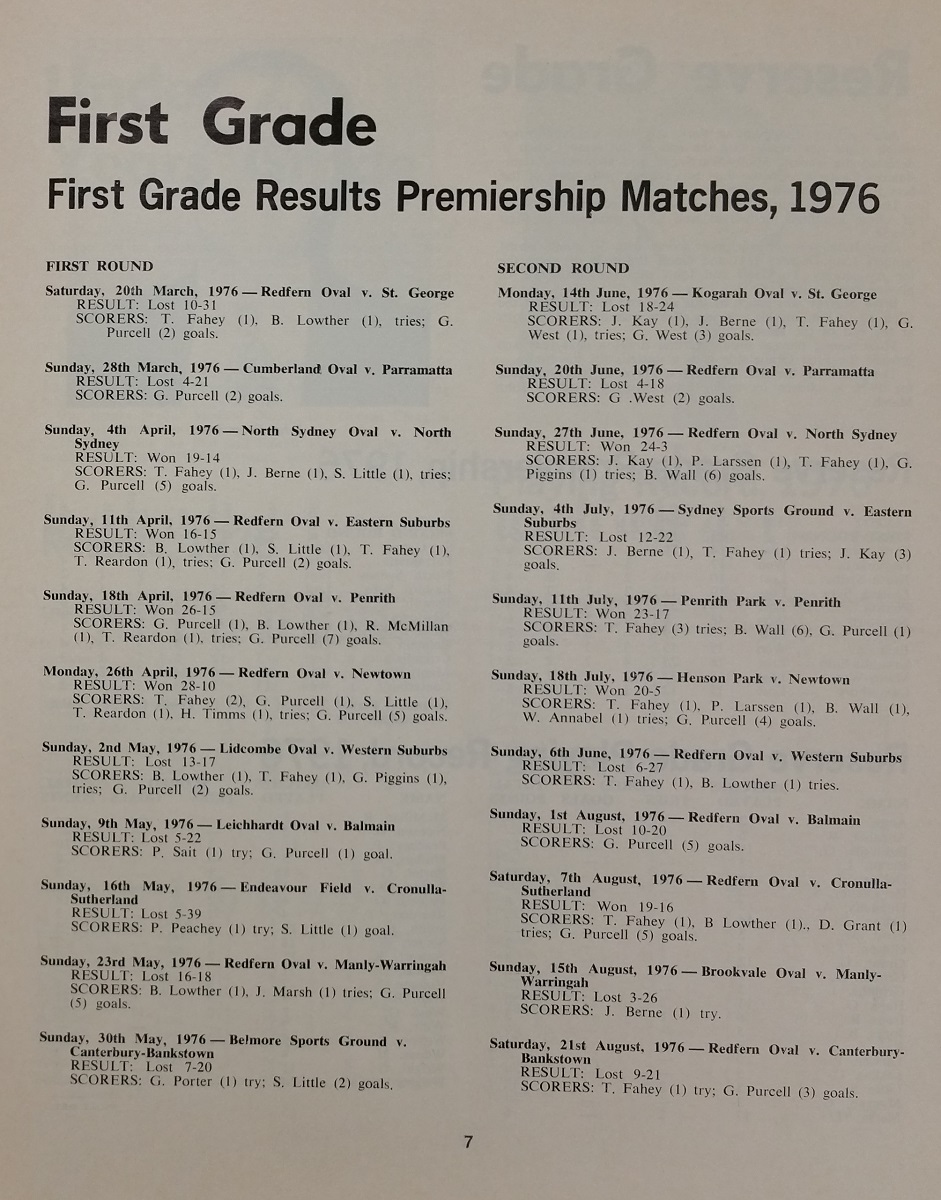 First Grade
First Grade Results Premiership Matches, 1976
FIRST ROUND
Saturday, 20th March, 1976 — Redfern Oval v. St. George
RESULT: Lost 10-31
SCORERS: T. Fahey (1), B. Lowther (1), tries; G.
Purcell (2) goals.
Sunday, 28th March, 1976 — Cumberland Oval v. Parramatta
RESULT: Lost 4-21
SCORERS: G. Purcell (2) goals.
Sunday, 4th April, 1976 — North Sydney Oval v. North
Sydney
RESULT: Won 19-14
SCORERS: T. Fahey (1), J. Berne (1), S. Little (1), tries;
G. Purcell (5) goals.
Sunday, 11th April, 1976 — Redfern Oval v. Eastern Suburbs
RESULT: Won 16-15
SCORERS: B. Lowther (1), S. Little (1), T. Fahey (1),
T. Reardon (1), tries; G. Purcell (2) goals.
Sunday, 18th April, 1976 — Redfern Oval v. Penrith
RESULT: Won 26-15
SCORERS: G. Purcell (1), B. Lowther (1), R. McMillan
(1), T. Reardon (1), tries; G. Purcell (7) goals.
Monday, 26th April, 1976 — Redfern Oval v. Newtown
RESULT: Won 28-10
SCORERS: T. Fahey (2), G. Purcell (1), S. Little (1),
T. Reardon (1), H. Timms (1), tries; G. Purcell (5) goals.
Sunday, 2nd May, 1976 — Lidcombe Oval v. Western Suburbs
RESULT: Lost 13-17
SCORERS: B. Lowther (1), T. Fahey (1), G. Piggins (1),
tries; G. Purcell (2) goals.
Sunday, 9th May, 1976 — Leichhardt Oval v. Balmain
RESULT: Lost 5-22
SCORERS: P. Sait (1) try; G. Purcell (1) goal.
Sunday, 16th May, 1976 — Endeavour Field v. Cronulla-
Sutherland
RESULT: Lost 5-39
SCORERS: P. Peachey (1) try; S. Little (1) goal.
Sunday, 23rd May, 1976 — Redfern Oval v. Manly-Warringah
RESULT: Lost 16-18
SCORERS: B. Lowther (1), J. Marsh (1) tries; G. Purcell
(5) goals.
Sunday, 30th May, 1976 — Belmore Sports Ground v.
Canterbury-Bankstown
RESULT: Lost 7-20
SCORERS: G. Porter (1) try; S. Little (2) goals.
SECOND ROUND
Monday, 14th June, 1976 — Kogarah Oval v. St. George
RESULT: Lost 18-24
SCORERS: J. Kay (1), J. Berne (1), T. Fahey (1), G.
West (1), tries; G. West (3) goals.
Sunday, 20th June, 1976 — Redfern Oval v. Parramatta
RESULT: Lost 4-18
SCORERS: G .West (2) goals.
Sunday, 27th June, 1976 — Redfern Oval v. North Sydney
RESULT: Won 24-3
SCORERS: J. Kay (1), P. Larssen (1), T. Fahey (1), G.
Piggins (1) tries; B. Wall (6) goals.
Sunday, 4th July, 1976 — Sydney Sports Ground v. Eastern
Suburbs
RESULT: Lost 12-22
SCORERS: J. Berne (1), T. Fahey (1) tries; J. Kay (3)
goals.
Sunday, 11th July, 1976 — Penrith Park v. Penrith
RESULT: Won 23-17
SCORERS: T. Fahey (3) tries; B. Wall (6), G. Purcell (1)
goals.
Sunday, 18th July, 1976 — Henson Park v. Newtown
RESULT: Won 20-5
SCORERS: T. Fahey (1), P. Larssen (1), B. Wall (1),
W. Annabel (1) tries; G. Purcell (4) goals.
Sunday, 6th June, 1976 — Redfern Oval v. Western Suburbs
RESULT: Lost 6-27
SCORERS: T. Fahey (1), B. Lowther (1) tries.
Sunday, 1st August, 1976 — Redfern Oval v. Balmain
RESULT: Lost 10-20
SCORERS: G. Purcell (5) goals.
Saturday, 7th August, 1976 — Redfern Oval v. Cronulla-
Sutherland
RESULT: Won 19-16
SCORERS: T. Fahey (1), B Lowther (1)., D. Grant (1)
tries; G. Purcell (5) goals.
Sunday, 15th August, 1976 — Brookvale Oval v. Manly-
Warringah
RESULT: Lost 3-26
SCORERS: J. Berne (1) try.
Saturday, 21st August, 1976 — Redfern Oval v. Canterbury-
Bankstown
RESULT: Lost 9-21
SCORERS: T. Fahey (1) try; G. Purcell (3) goals.
7